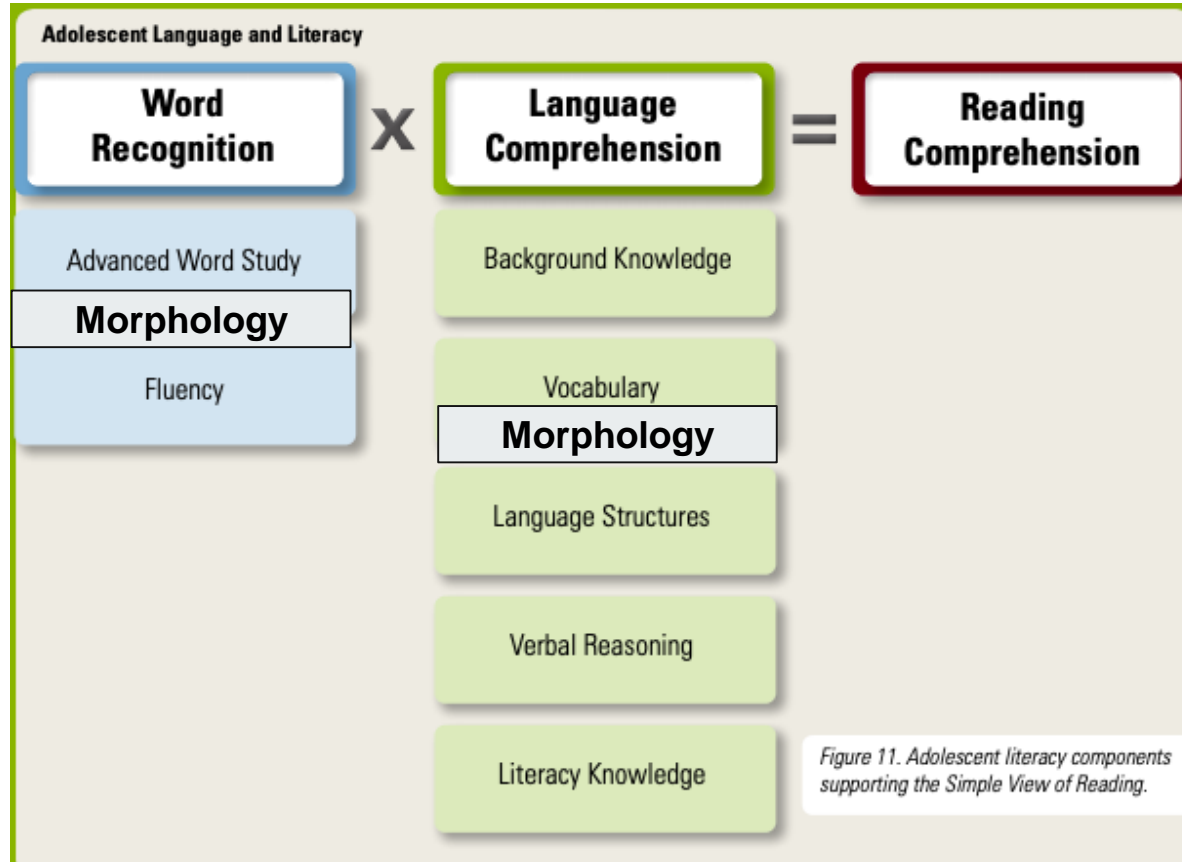 Adolescent Language and Literacy
Word
Recognition
X
Language
Comprehension
=
Reading
Comprehension
Advanced Word Study
Morphology
Fluency
Background Knowledge
Vocabulary
Morphology
Language Structures
Verbal Reasoning
Literacy Knowledge
Figure 11. Adolescent literacy components
supporting the Simple View of Reading.